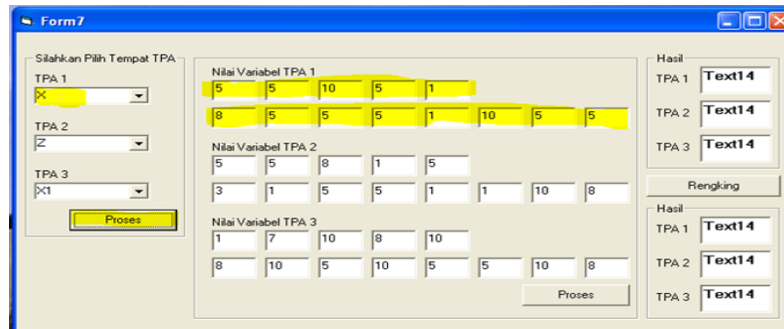 Form7
Silahkan Pilih Tempat TPA
TPA 1
X
TPA 2
Z
TPA 3
X1
Proses
Nilai Variabel TPA 1
5 5 10 5 1
8 5 5 5 1 10 5 5
Nilai Variabel TPA 2
5 5 8 1 5
3 1 5 5 1 1 10 8
Nilai Variabel TPA 3
1 7 10 8 10
8 10 5 10 5 5 10 8
Proses
Hasil
TPA 1 Text14
TPA 2 Text14
TPA 3 Text14
Rengking
Hasil
TPA 1 Text14
TPA 2 Text14
TPA 3 Text14